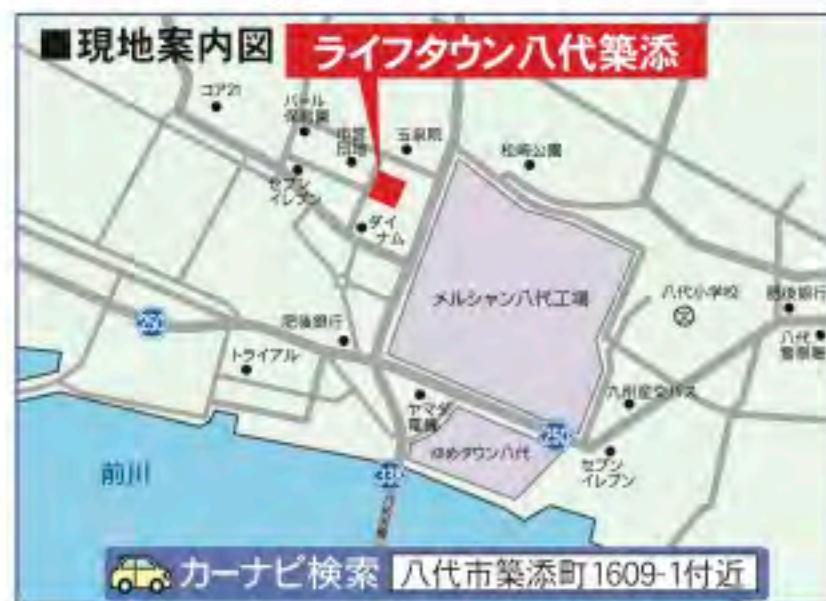 ■現地案内図
ライフタウン八代築添
コア21
パール
保育園
団地
玉泉院
松崎公園
セブン
イレブン
ダイ
ナム
メルシャン八代工場
八代小学校
文
肥後銀行
八代
警察署
250
肥後銀行
トライアル
九州産交バス
ヤマダ
電機
250
ゆめタウン八代
セブン
イレブン
前川
カーナビ検索
八代市築添町1609-1付近